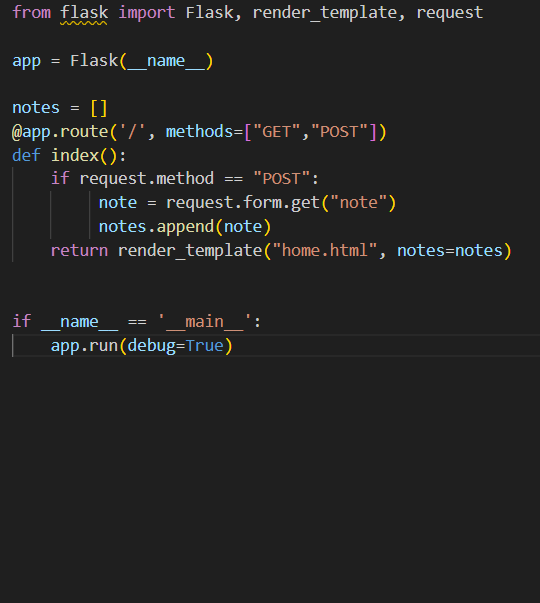 from flask import Flask, render_template, request
app = Flask(__name__)
notes = []
@app.route('/', methods=["GET","POST"])
def index():
    if request.method == "POST":
         note = request.form.get("note")
         notes.append(note)
    return render_template("home.html", notes=notes)
if __name__ == '__main__':
    app.run(debug=True)